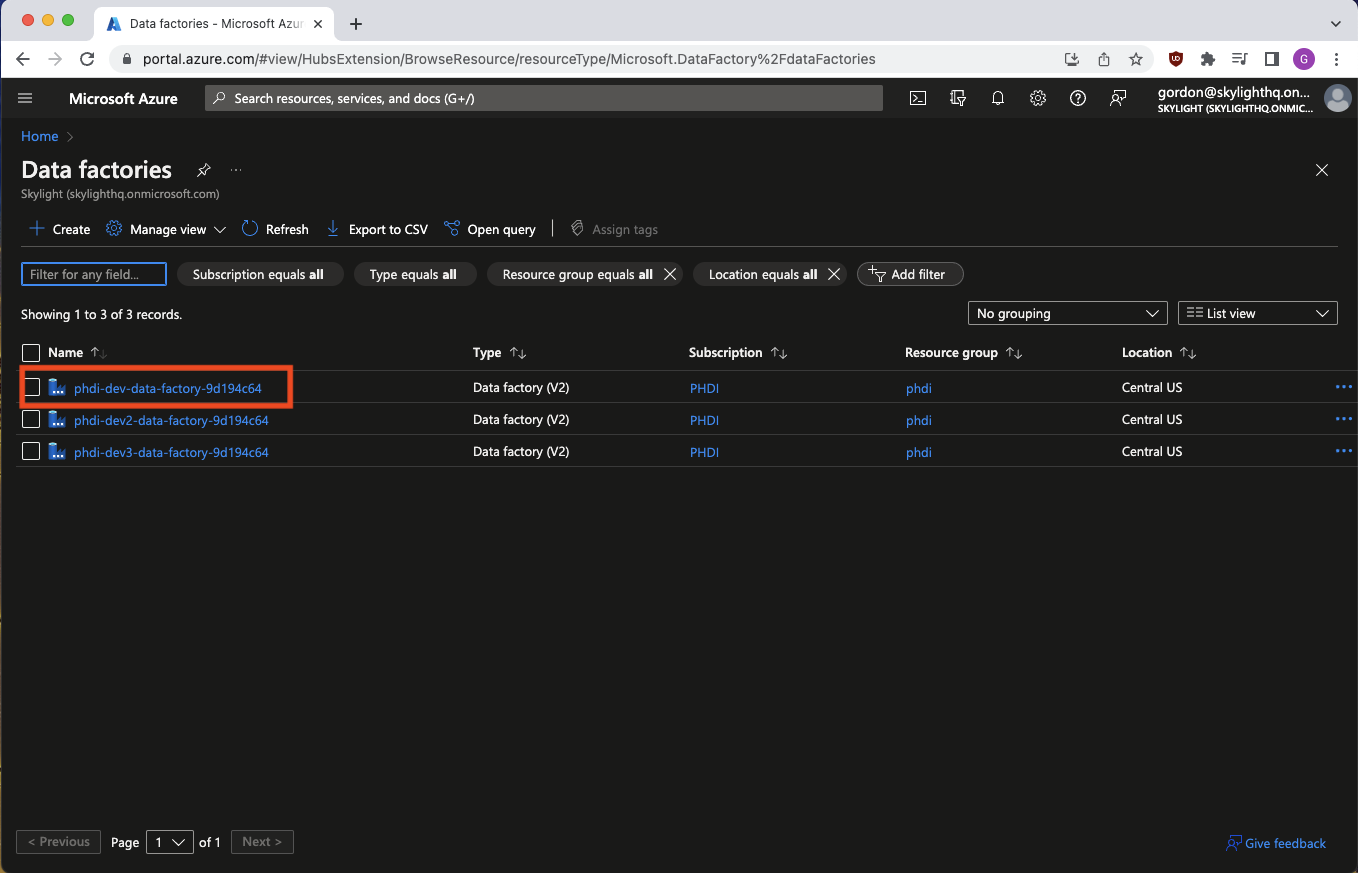 Data factories - Microsoft Azur
portal.azure.com/#view/HubsExtension/BrowseResource/resourceType/Microsoft.DataFactory%2FdataFactories
G
Microsoft Azure
Search resources, services, and docs (G+/)
gordon@skylighthq.on...
SKYLIGHT (SKYLIGHTHQ.ONMIC...
Home
Data factories
Skylight (skylighthq.onmicrosoft.com)
Create
Manage view
Refresh
Export to CSV
Open query
Assign tags
Filter for any field...
Subscription equals all
Type equals all
Resource group equals all
Location equals all
Add filter
Showing 1 to 3 of 3 records.
No grouping
List view
Name Type Subscription Resource group Location
phdi-dev-data-factory-9d194c64 Data factory (V2) PHDI phdi Central US
phdi-dev2-data-factory-9d194c64 Data factory (V2) PHDI phdi Central US
phdi-dev3-data-factory-9d194c64 Data factory (V2) PHDI phdi Central US
< Previous Page 1 of 1 Next >
Give feedback